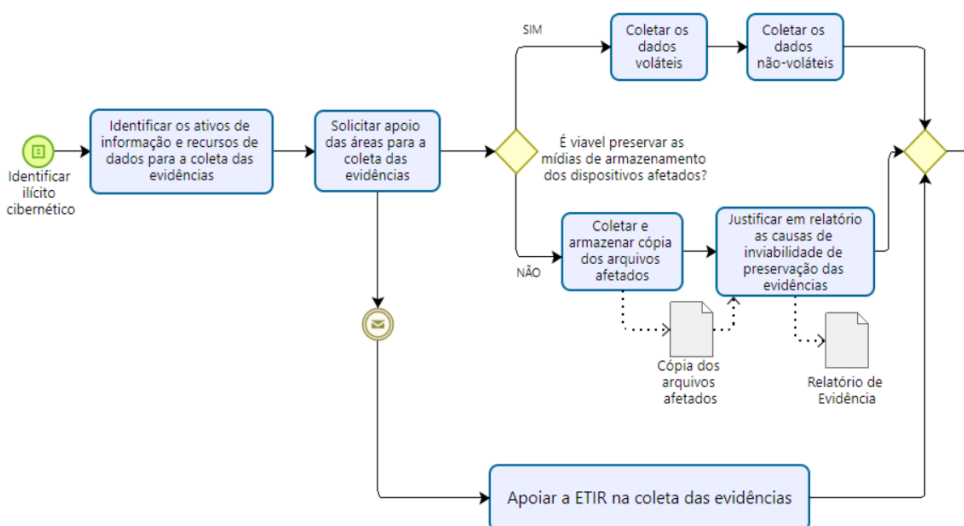 SIM
Coletar os
dados
voláteis
Coletar os
dados
não-voláteis
Identificar
ilícito
cibernético
Identificar os ativos de
informação e recursos de
dados para a coleta das
evidências
Solicitar apoio
das áreas para a
coleta das
evidências
É viavel preservar as
mídias de armazenamento
dos dispositivos afetados?
NÃO
Coletar e
armazenar cópia
dos arquivos
afetados
Justificar em relatório
as causas de
inviabilidade de
preservação das
evidências
Cópia dos
arquivos
afetados
Relatório de
Evidência
Apoiar a ETIR na coleta das evidências